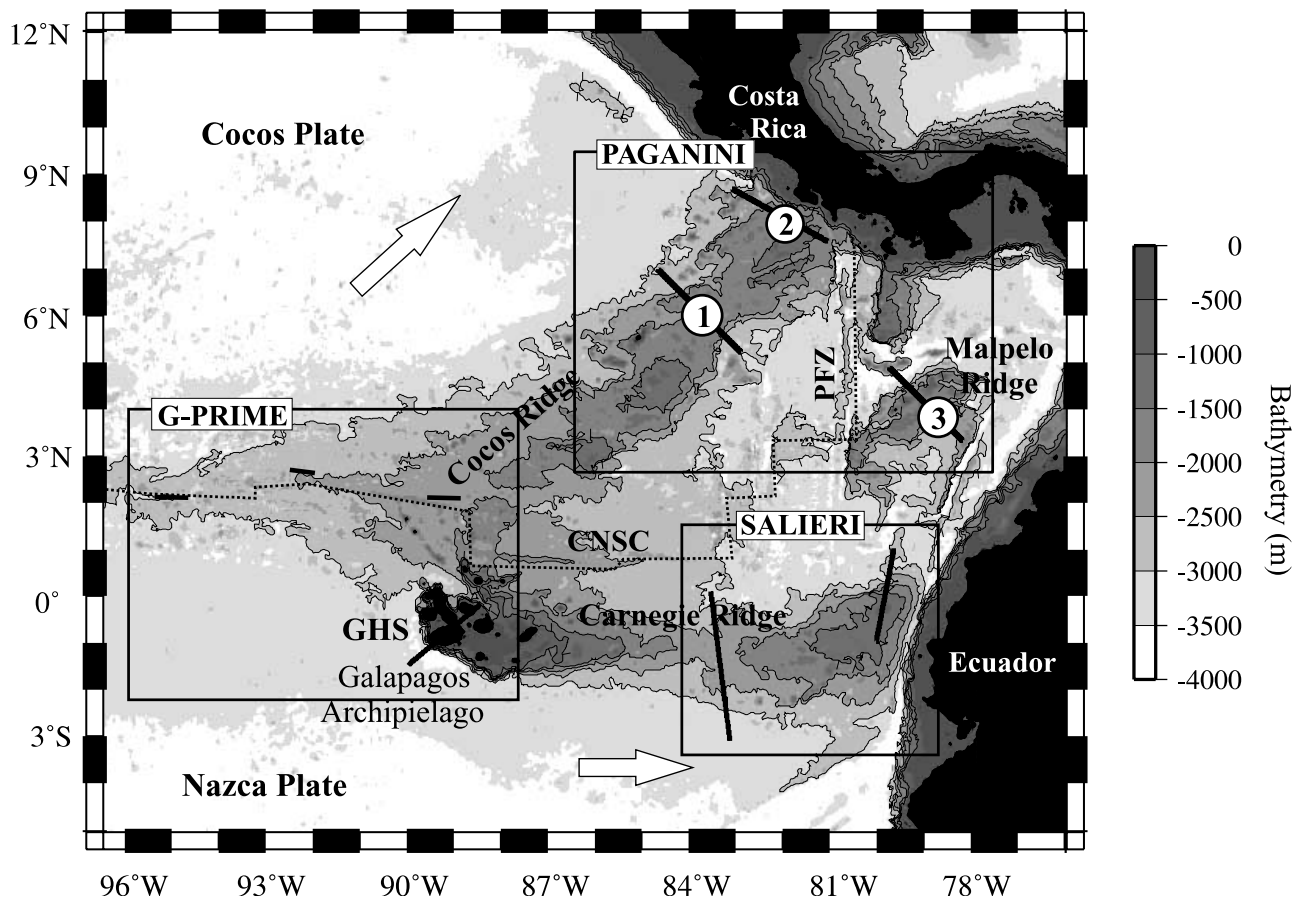 12°N
9°N
6°N
3°N
0°
3°S
96°W
93°W
90°W
87°W
84°W
81°W
78°W
Cocos Plate
Costa
Rica
PAGANINI
2
1
Malpelo
Ridge
PFZ
3
G-PRIME
Cocos Ridge
CNSC
SALIERI
GHS
Carnegie Ridge
Galapagos
Archipielago
Ecuador
Nazca Plate
0
-500
-1000
-1500
-2000
-2500
-3000
-3500
-4000
Bathymetry (m)